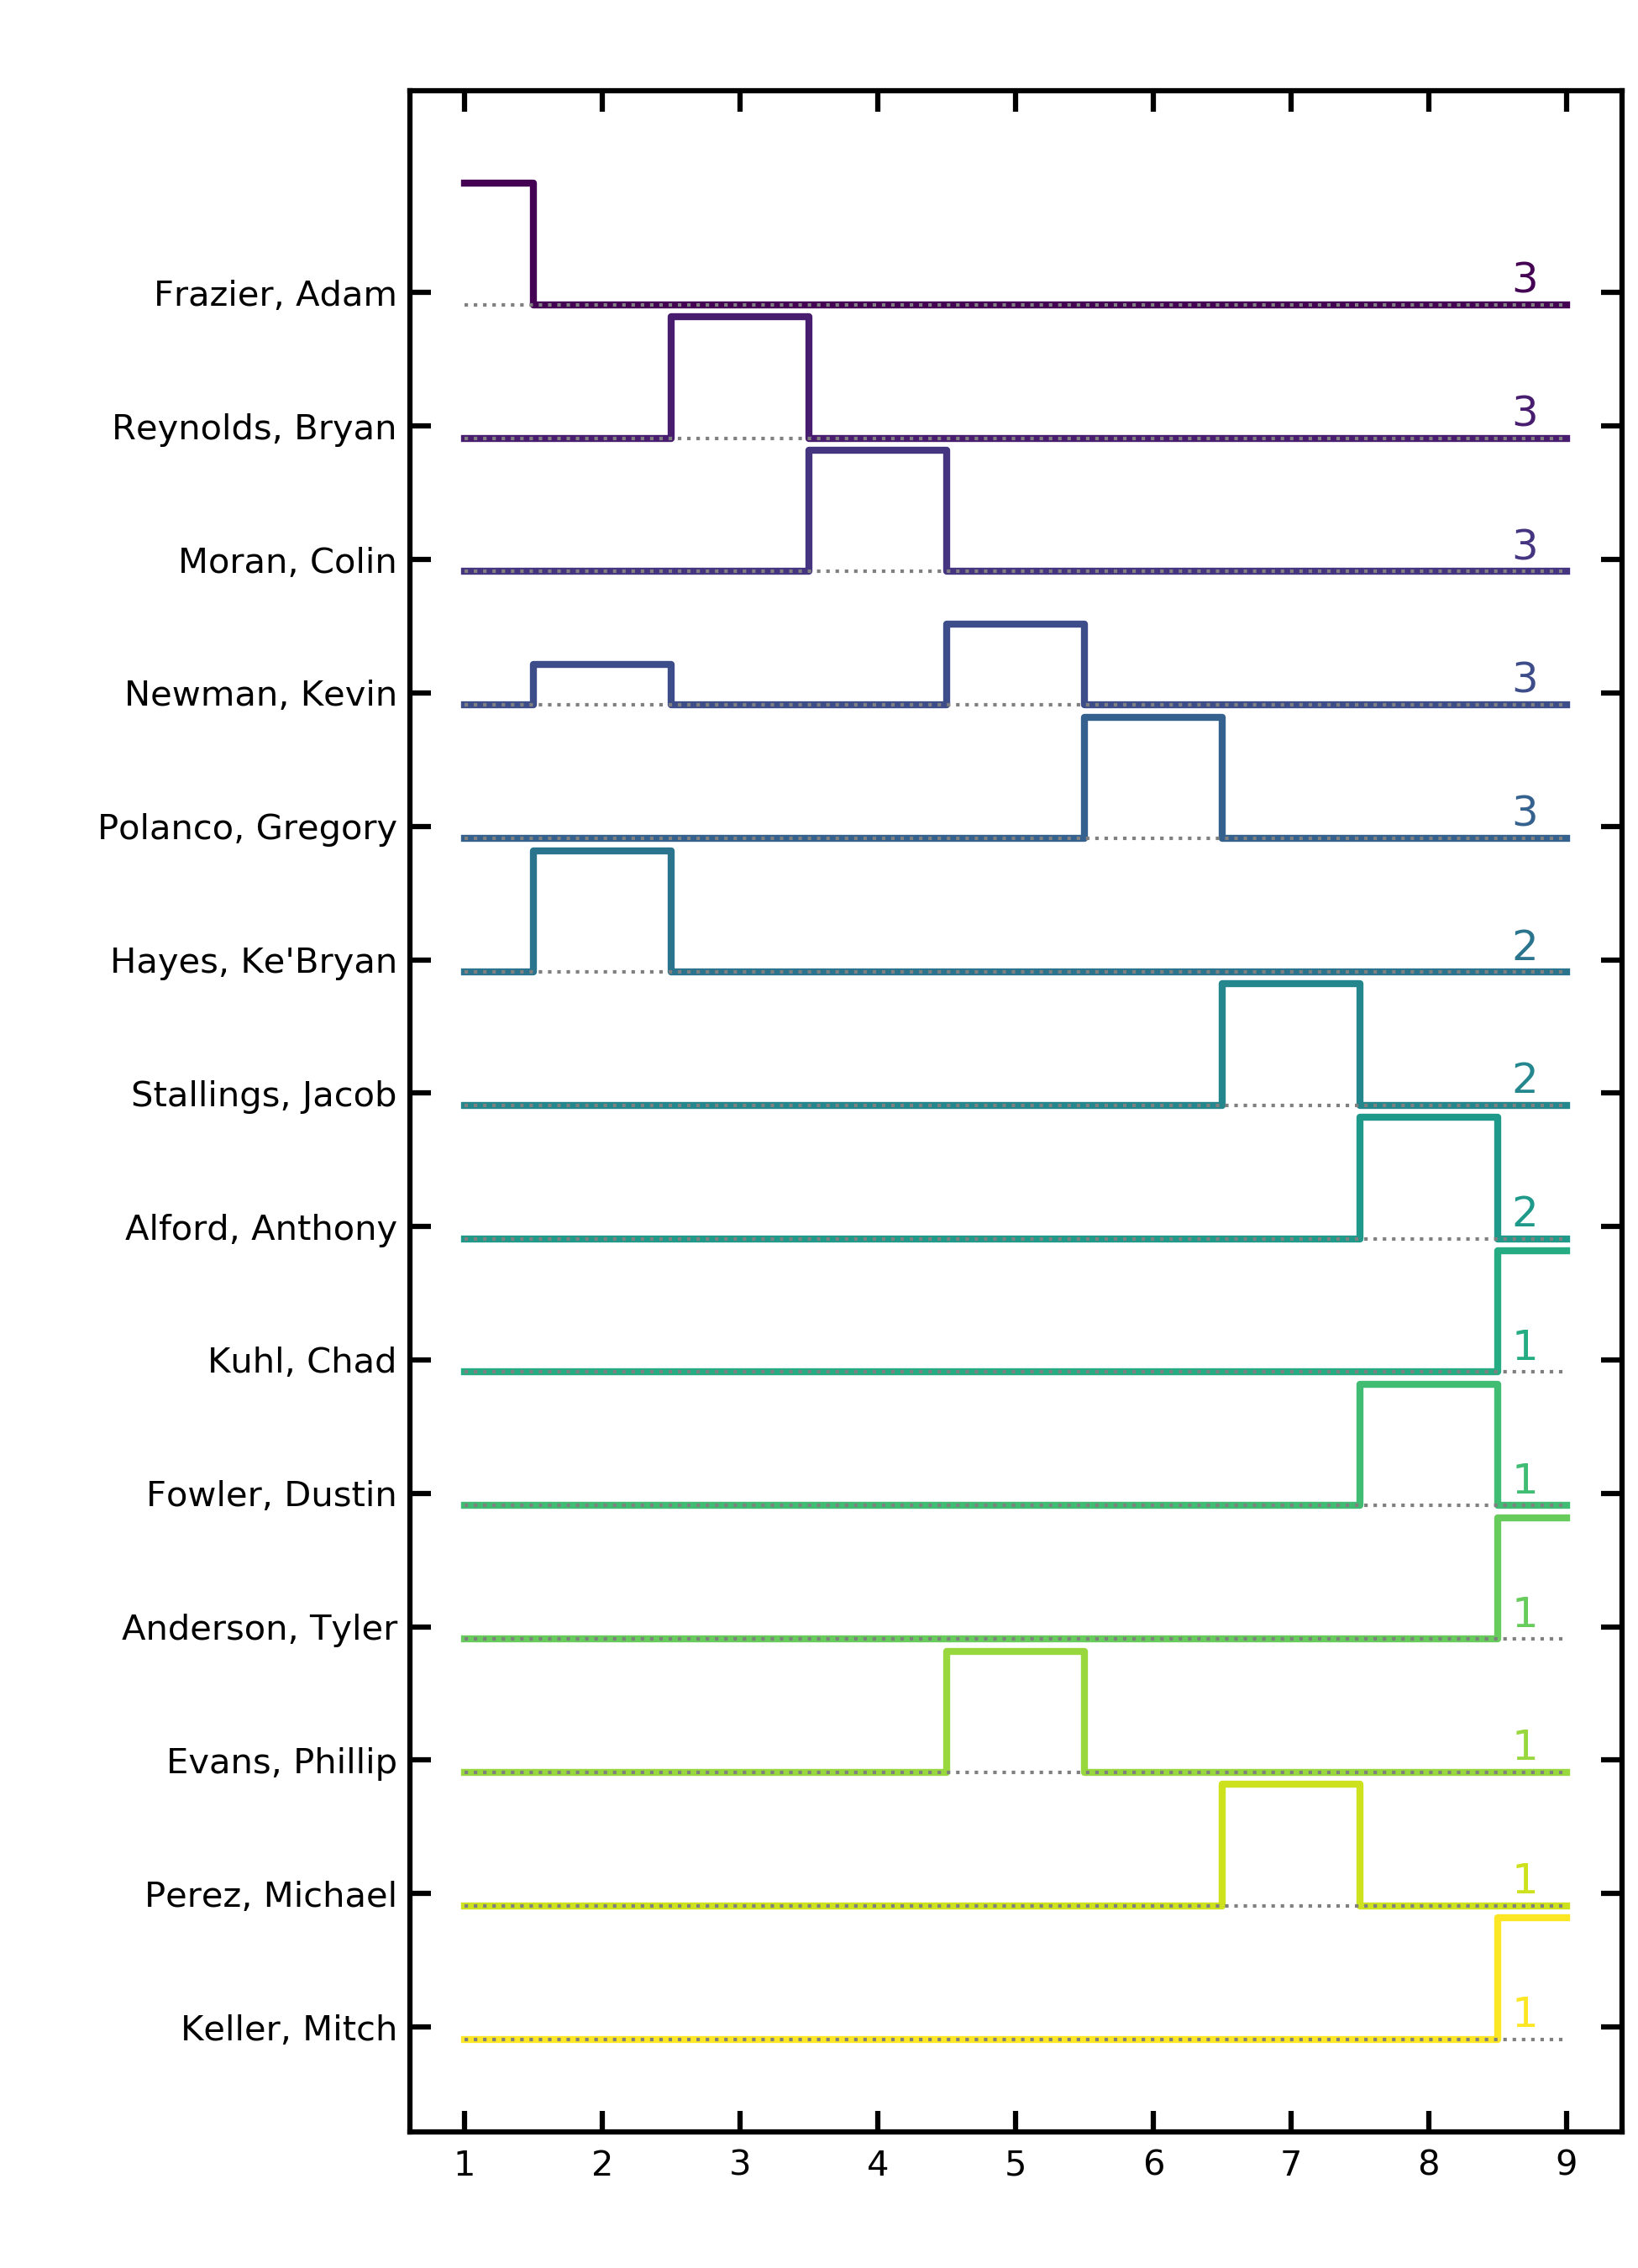 Frazier, Adam 3
Reynolds, Bryan 3
Moran, Colin 3
Newman, Kevin 3
Polanco, Gregory 3
Hayes, Ke'Bryan 2
Stallings, Jacob 2
Alford, Anthony 2
Kuhl, Chad 1
Fowler, Dustin 1
Anderson, Tyler 1
Evans, Phillip 1
Perez, Michael 1
Keller, Mitch 1
1 2 3 4 5 6 7 8 9